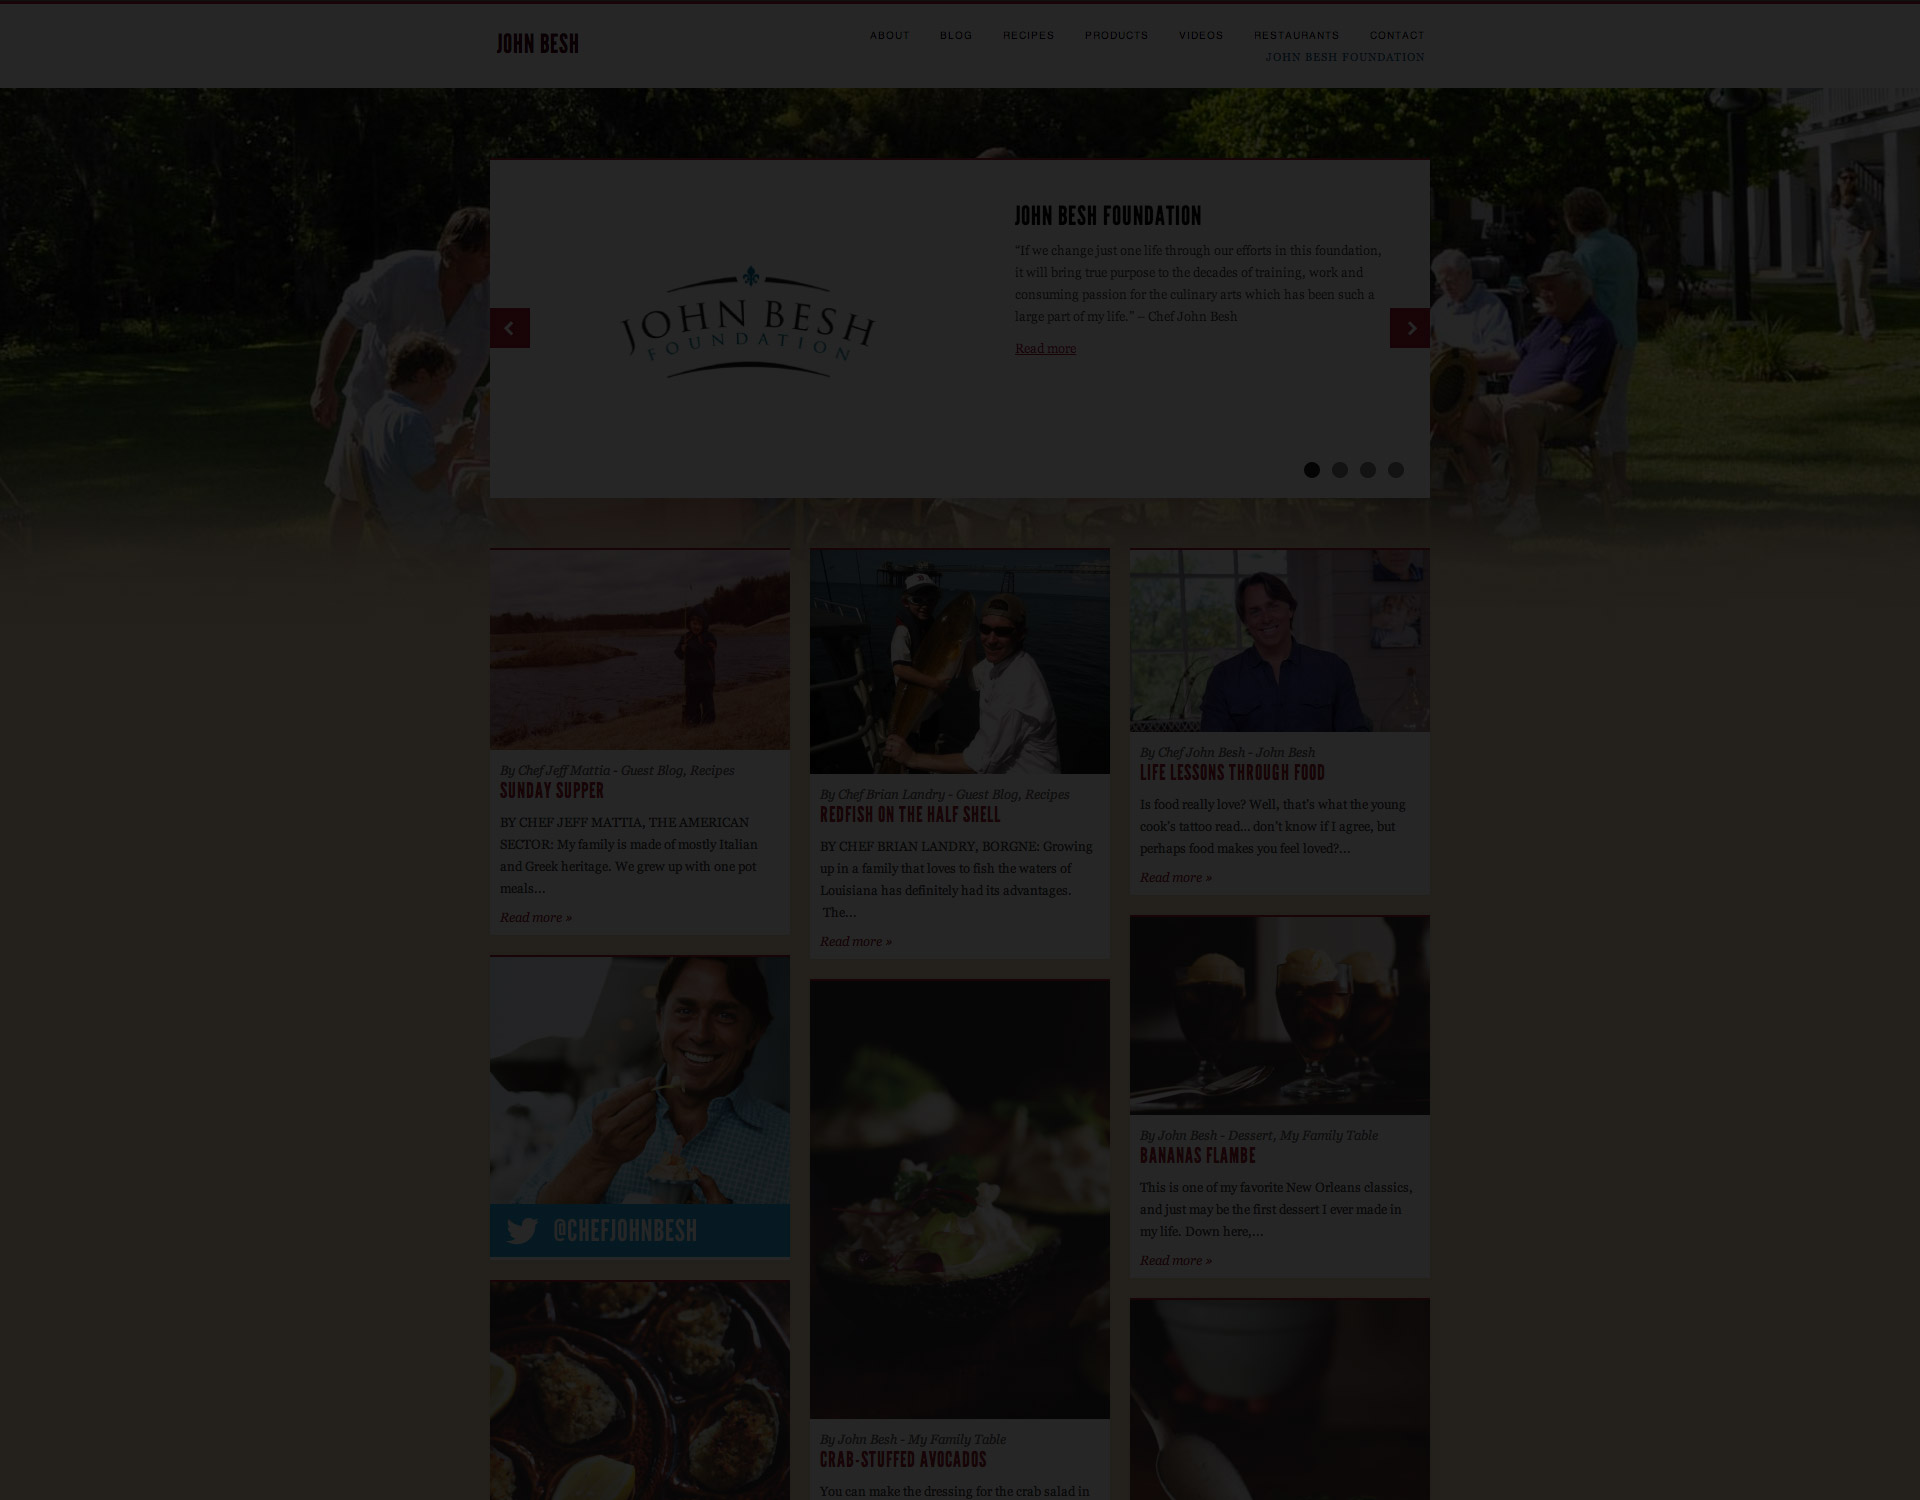 JOHN BESH
ABOUT BLOG RECIPES PRODUCTS VIDEOS RESTAURANTS CONTACT
JOHN BESH FOUNDATION
JOHN BESH
FOUNDATION
JOHN BESH FOUNDATION
“If we change just one life through our efforts in this foundation,
it will bring true purpose to the decades of training, work and
consuming passion for the culinary arts which has been such a
large part of my life.” – Chef John Besh
Read more
By Chef Jeff Mattia - Guest Blog, Recipes
SUNDAY SUPPER
BY CHEF JEFF MATTIA, THE AMERICAN
SECTOR: My family is made of mostly Italian
and Greek heritage. We grew up with one pot
meals...
Read more »
@CHEFJOHNBESH
By Chef Brian Landry - Guest Blog, Recipes
REDFISH ON THE HALF SHELL
BY CHEF BRIAN LANDRY, BORGNE: Growing
up in a family that loves to fish the waters of
Louisiana has definitely had its advantages.
The...
Read more »
By John Besh - My Family Table
CRAB-STUFFED AVOCADOS
You can make the dressing for the crab salad in
By Chef John Besh - John Besh
LIFE LESSONS THROUGH FOOD
Is food really love? Well, that’s what the young
cook’s tattoo read... don’t know if I agree, but
perhaps food makes you feel loved?...
Read more »
By John Besh - Dessert, My Family Table
BANANAS FLAMBE
This is one of my favorite New Orleans classics,
and just may be the first dessert I ever made in
my life. Down here,...
Read more »